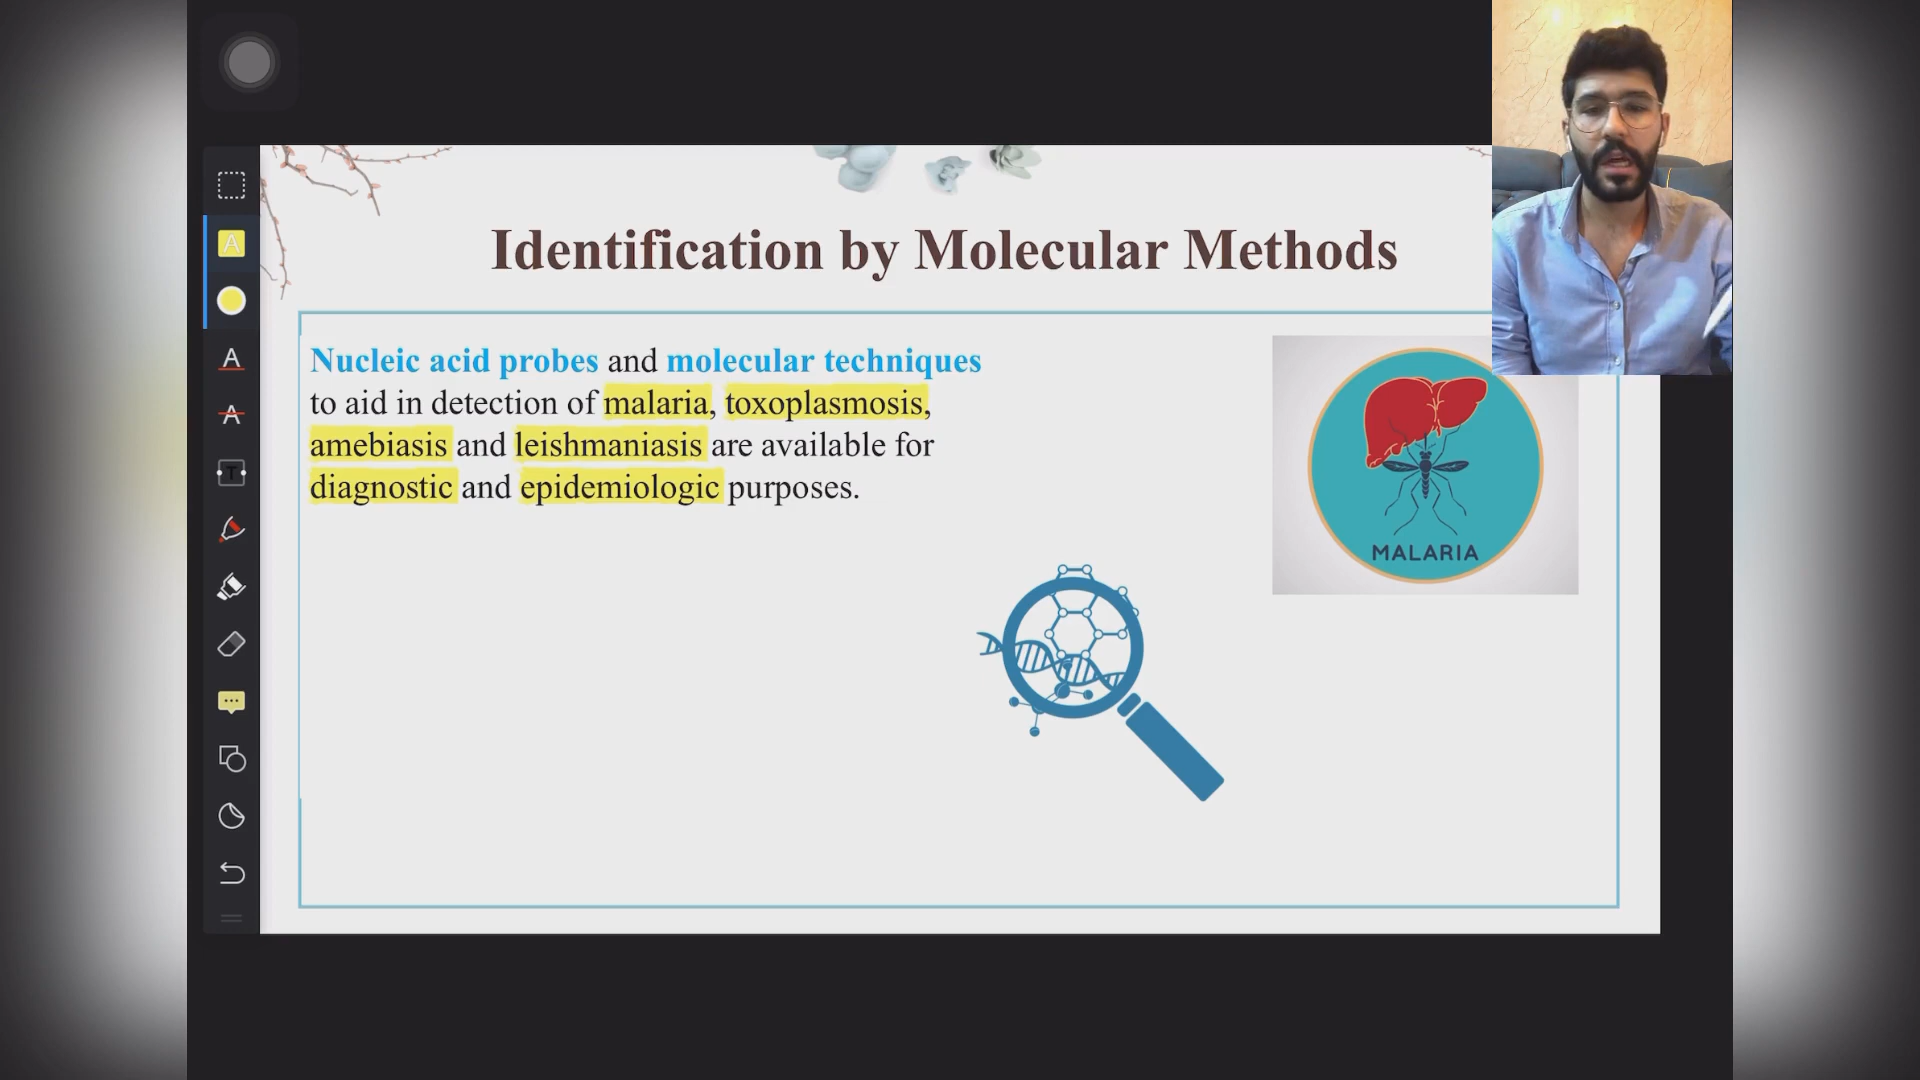 Identification by Molecular Methods
Nucleic acid probes and molecular techniques
to aid in detection of malaria, toxoplasmosis,
amebiasis and leishmaniasis are available for
diagnostic and epidemiologic purposes.
MALARIA
A
A
A
T